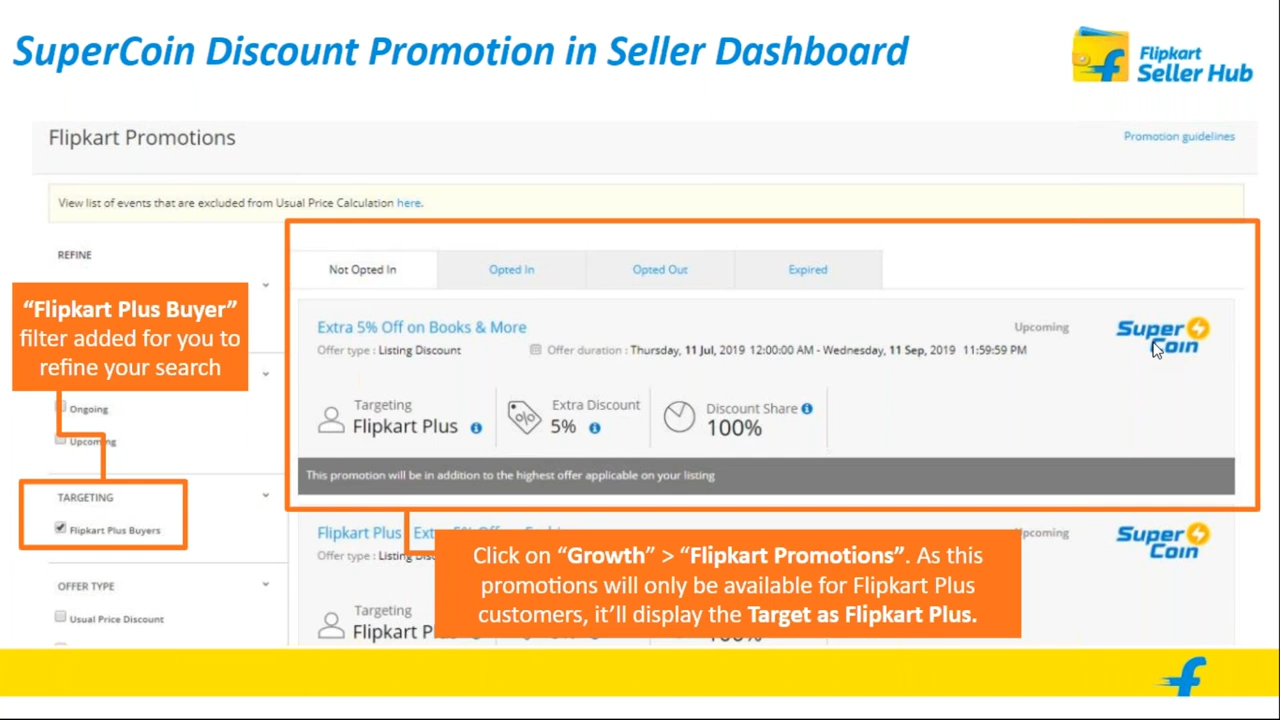 SuperCoin Discount Promotion in Seller Dashboard
Flipkart
Seller Hub
Flipkart Promotions
Promotion guidelines
View list of events that are excluded from Usual Price Calculation here.
REFINE
Not Opted In
Opted In
Opted Out
Expired
“Flipkart Plus Buyer”
filter added for you to
refine your search
Ongoing
Upcoming
TARGETING
Flipkart Plus Buyers
OFFER TYPE
Usual Price Discount
Extra 5% Off on Books & More
Upcoming
Super
Coin
Offer type : Listing Discount
Offer duration : Thursday, 11 Jul, 2019 12:00:00 AM - Wednesday, 11 Sep, 2019 11:59:59 PM
Targeting
Flipkart Plus
Extra Discount
5%
Discount Share
100%
This promotion will be in addition to the highest offer applicable on your listing
Flipkart Plus
Super
Coin
Offer type : Listing
Targeting
Flipkart
Click on “Growth” > “Flipkart Promotions”. As this
promotions will only be available for Flipkart Plus
customers, it’ll display the Target as Flipkart Plus.